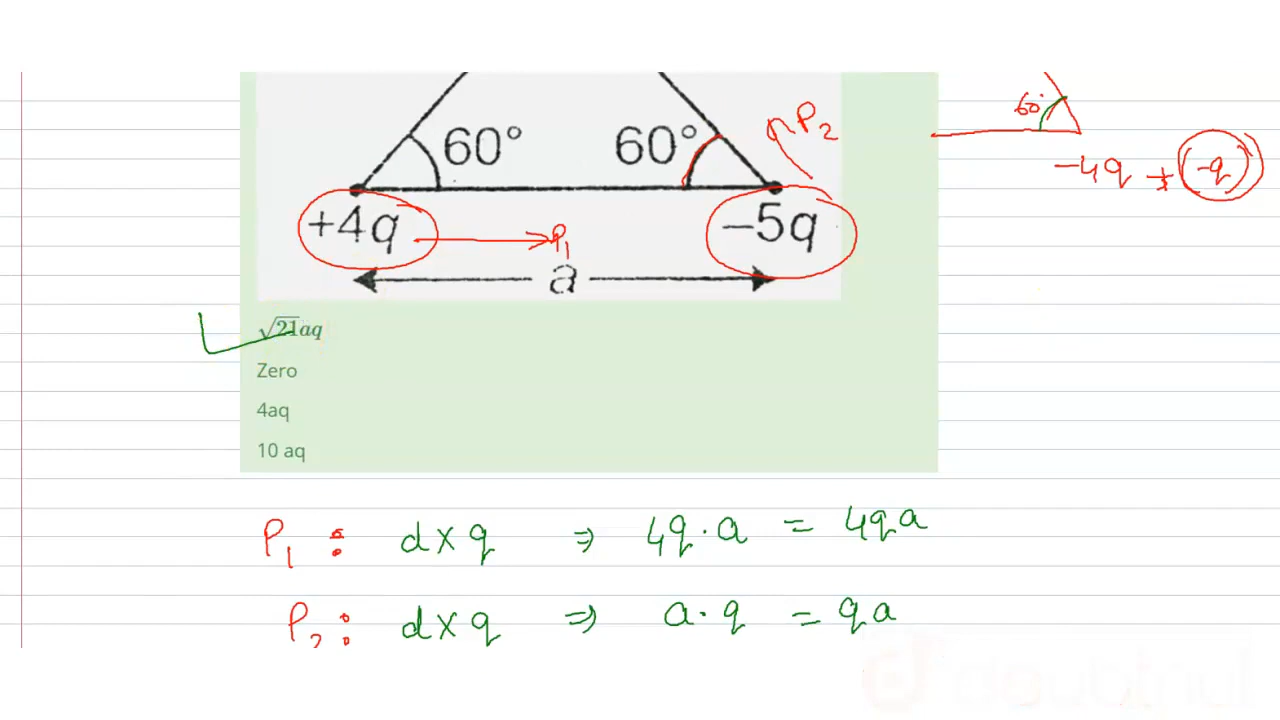 60° 60° P2 60°
+4q P1 −5q −4q + (−q)
a
√21aq
Zero
4aq
10 aq
P1 : d × q ⇒ 4q · a = 4qa
P2 : d × q ⇒ a · q = qa